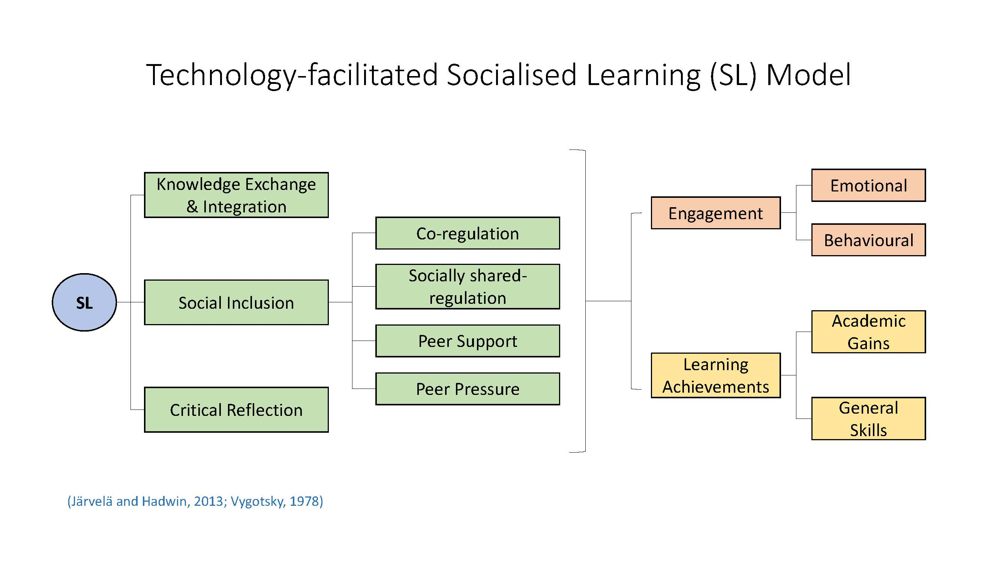 Technology-facilitated Socialised Learning (SL) Model
SL
Knowledge Exchange
& Integration
Social Inclusion
Critical Reflection
Co-regulation
Socially shared-
regulation
Peer Support
Peer Pressure
Engagement
Emotional
Behavioural
Learning
Achievements
Academic
Gains
General
Skills
(Järvelä and Hadwin, 2013; Vygotsky, 1978)